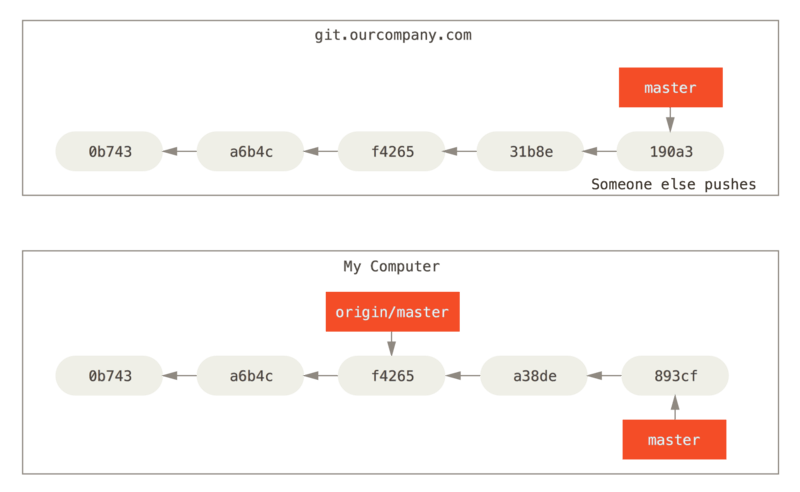 git.ourcompany.com
master
0b743 a6b4c f4265 31b8e 190a3
Someone else pushes
My Computer
origin/master
0b743 a6b4c f4265 a38de 893cf
master